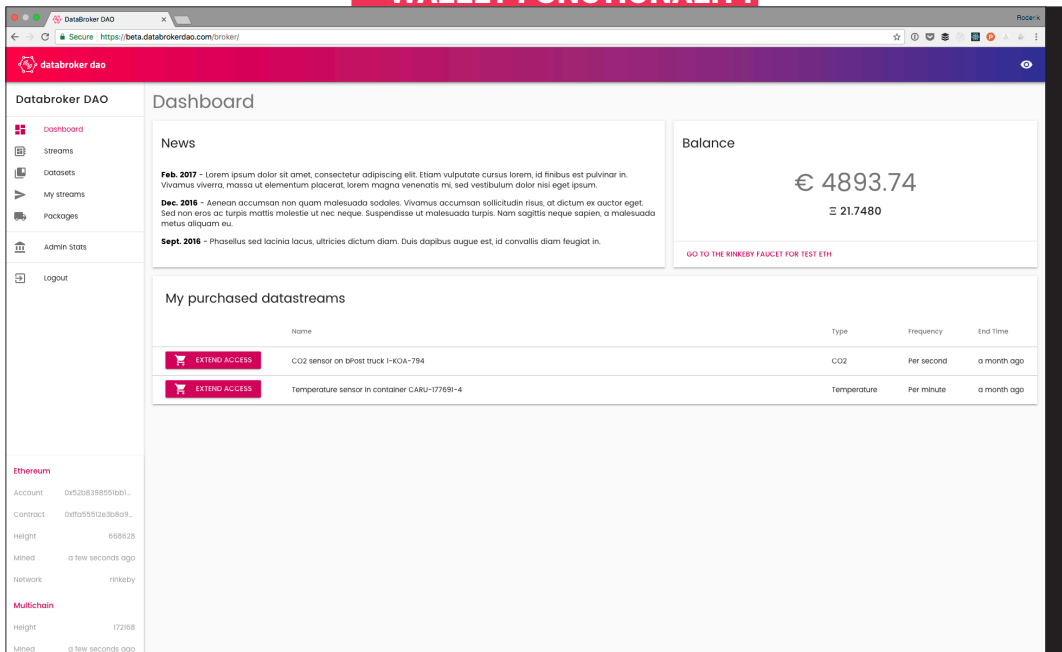 WALLET FUNCTIONALITY
DataBroker DAO
Roderik
Secure https://beta.databrokerdao.com/broker/
databroker dao
Databroker DAO
Dashboard
Streams
Datasets
My streams
Packages
Admin Stats
Logout
Dashboard
News
Feb. 2017 - Lorem ipsum dolor sit amet, consectetur adipiscing elit. Etiam vulputate cursus lorem, id finibus est pulvinar in.
Vivamus viverra, massa ut elementum placerat, lorem magna venenatis mi, sed vestibulum dolor nisi eget ipsum.
Dec. 2016 - Aenean accumsan non quam malesuada sodales. Vivamus accumsan sollicitudin risus, at dictum ex auctor eget.
Sed non eros ac turpis mattis molestie ut nec neque. Suspendisse ut malesuada turpis. Nam sagittis neque sapien, a malesuada
metus aliquam eu.
Sept. 2016 - Phasellus sed lacinia lacus, ultricies dictum diam. Duis dapibus augue est, id convallis diam feugiat in.
Balance
€ 4893.74
Ξ 21.7480
GO TO THE RINKEBY FAUCET FOR TEST ETH
My purchased datastreams
Name Type Frequency End Time
EXTEND ACCESS CO2 sensor on bPost truck 1-KOA-794 CO2 Per second a month ago
EXTEND ACCESS Temperature sensor in container CARU-177691-4 Temperature Per minute a month ago
Ethereum
Account 0x52b8398551bb1...
Contract 0xffa55512e3b8a9...
Height 668628
Mined a few seconds ago
Network rinkeby
Multichain
Height 172168
Mined a few seconds ago